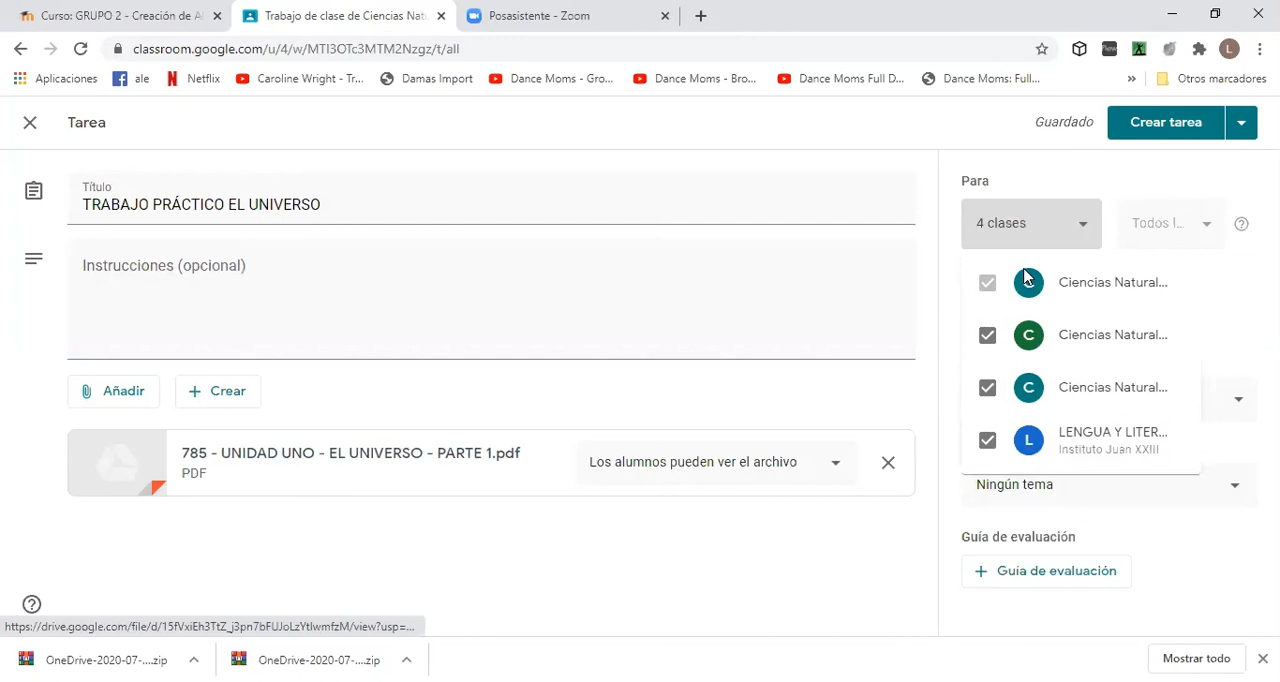 Curso: GRUPO 2 - Creación de A
Trabajo de clase de Ciencias Natu
Posasistente - Zoom
classroom.google.com/u/4/w/MTI3OTc3MTM2Nzgz/t/all
Aplicaciones
ale
Netflix
Caroline Wright - Tr...
Damas Import
Dance Moms - Gro...
Dance Moms - Bro...
Dance Moms Full D...
Dance Moms: Full...
»
Otros marcadores
L
Tarea
Guardado
Crear tarea
Título
TRABAJO PRÁCTICO EL UNIVERSO
Instrucciones (opcional)
Añadir
Crear
785 - UNIDAD UNO - EL UNIVERSO - PARTE 1.pdf
PDF
Los alumnos pueden ver el archivo
Para
4 clases
Todos l...
C
Ciencias Natural...
C
Ciencias Natural...
C
Ciencias Natural...
L
LENGUA Y LITER...
Instituto Juan XXIII
Ningún tema
Guía de evaluación
Guía de evaluación
https://drive.google.com/file/d/15fVxiEh3TtZ_j3pn7bFUJoLzYtIwmfzM/view?usp=...
OneDrive-2020-07-....zip
OneDrive-2020-07-....zip
Mostrar todo